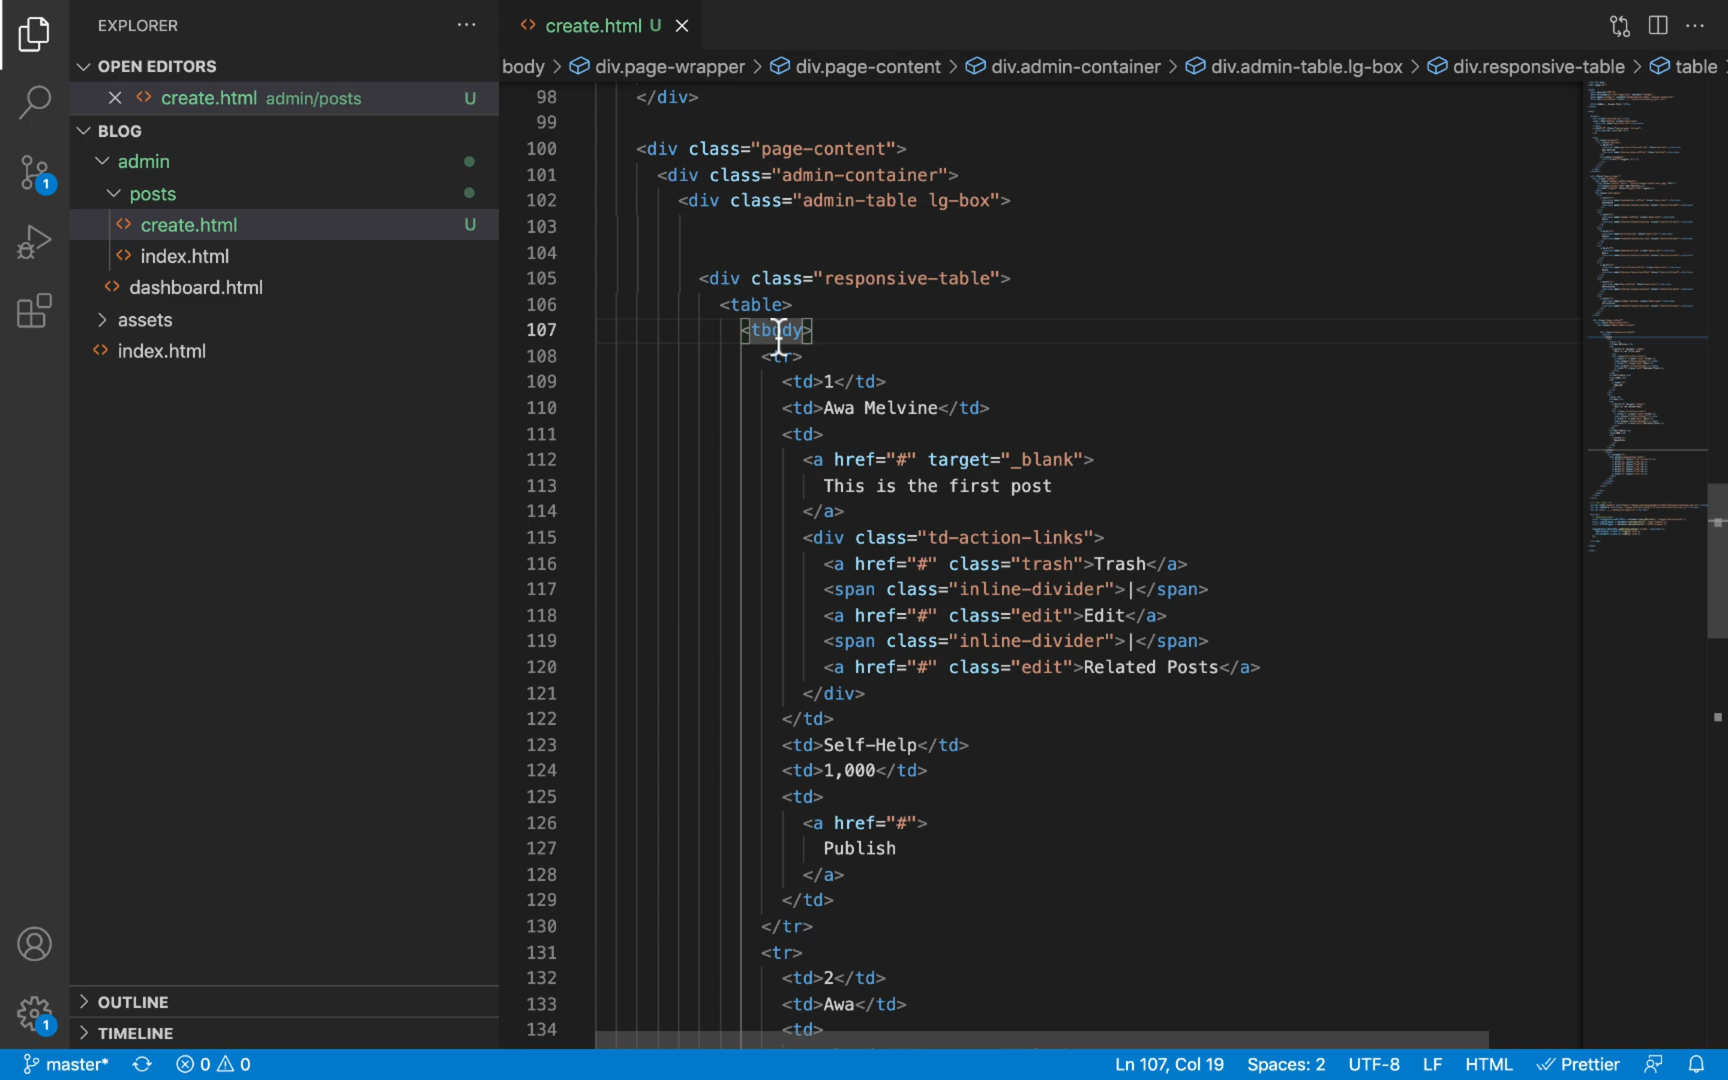 EXPLORER
OPEN EDITORS
create.html admin/posts U
BLOG
admin
posts
create.html U
index.html
dashboard.html
assets
index.html
OUTLINE
TIMELINE
1
1
create.html U
body > div.page-wrapper > div.page-content > div.admin-container > div.admin-table.lg-box > div.responsive-table > table
98 </div>
99
100 <div class="page-content">
101 <div class="admin-container">
102 <div class="admin-table lg-box">
103
104
105 <div class="responsive-table">
106 <table>
107 <tbody>
108 <tr>
109 <td>1</td>
110 <td>Awa Melvine</td>
111 <td>
112 <a href="#" target="_blank">
113 This is the first post
114 </a>
115 <div class="td-action-links">
116 <a href="#" class="trash">Trash</a>
117 <span class="inline-divider">|</span>
118 <a href="#" class="edit">Edit</a>
119 <span class="inline-divider">|</span>
120 <a href="#" class="edit">Related Posts</a>
121 </div>
122 </td>
123 <td>Self-Help</td>
124 <td>1,000</td>
125 <td>
126 <a href="#">
127 Publish
128 </a>
129 </td>
130 </tr>
131 <tr>
132 <td>2</td>
133 <td>Awa</td>
134 <td>
master* 0 0 Ln 107, Col 19 Spaces: 2 UTF-8 LF HTML Prettier